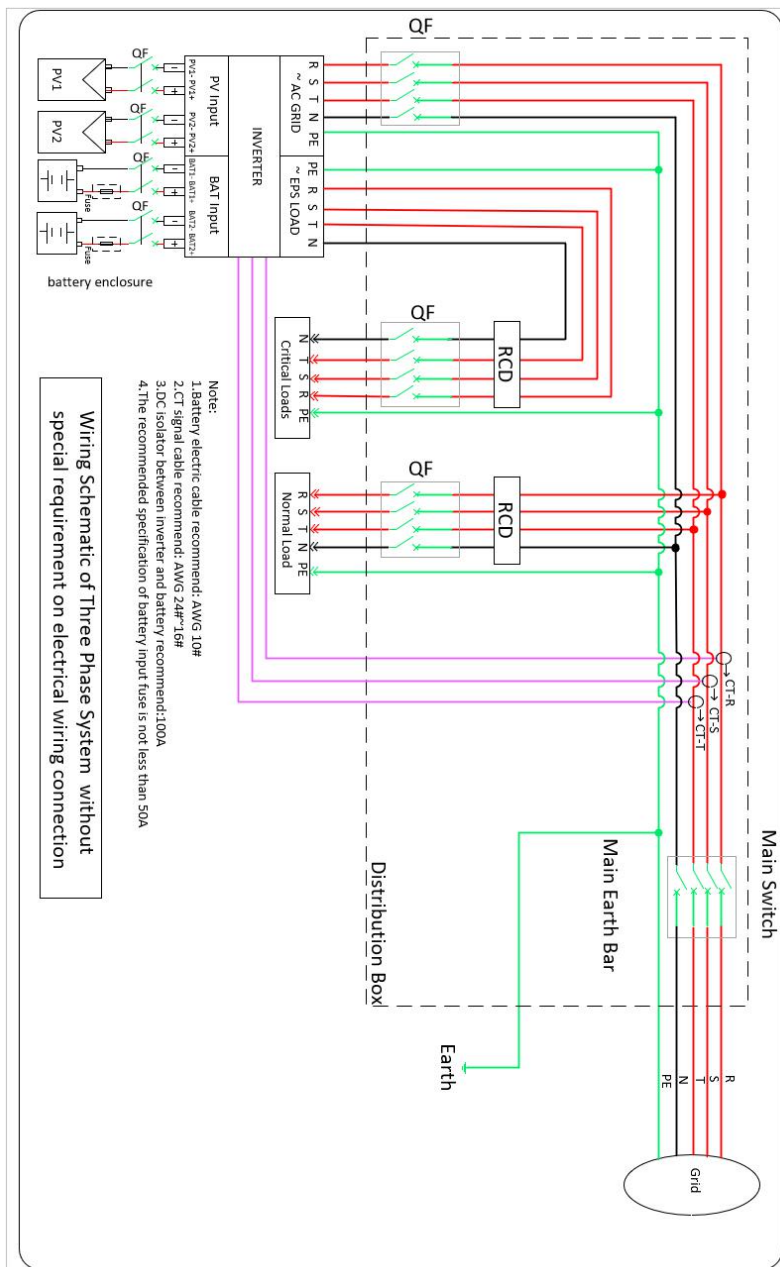 QF
QF
PV1
PV1- PV1+
PV Input
R
S
T
N
PE
~ AC GRID
QF
PV2
PV2- PV2+
INVERTER
QF
BAT1- BAT1+
BAT Input
Fuse
PE
R
S
T
N
~ EPS LOAD
QF
BAT2- BAT2+
Fuse
battery enclosure
QF
RCD
N
T
S
R
PE
Critical Loads
QF
RCD
R
S
T
N
PE
Normal Load
Note:
1.Battery electric cable recommend: AWG 10#
2.CT signal cable recommend: AWG 24#~16#
3.DC isolator between inverter and battery recommend:100A
4.The recommended specification of battery input fuse is not less than 50A
Wiring Schematic of Three Phase System without
special requirement on electrical wiring connection
CT-R
CT-S
CT-T
Main Switch
Main Earth Bar
Distribution Box
Earth
R
S
T
N
PE
Grid